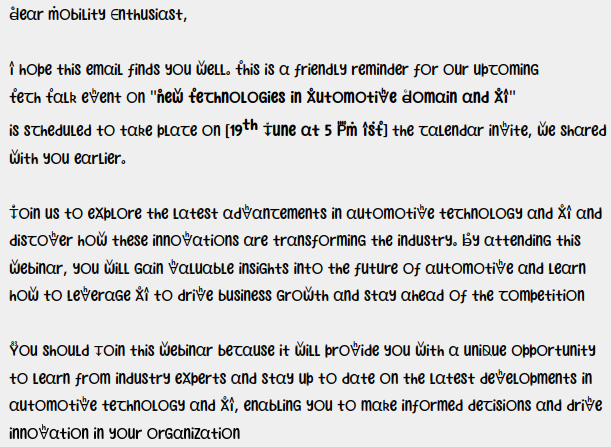 Dear Mobility Enthusiast,
I hope this email finds you well. This is a friendly reminder for our upcoming
Tech Talk event on "New Technologies in Automotive Domain and AI"
is scheduled to take place on [19th June at 5 PM IST] the calendar invite, we shared
with you earlier.
Join us to explore the latest advancements in automotive technology and AI and
discover how these innovations are transforming the industry. By attending this
webinar, you will gain valuable insights into the future of automotive and learn
how to leverage AI to drive business growth and stay ahead of the competition
You should join this webinar because it will provide you with a unique opportunity
to learn from industry experts and stay up to date on the latest developments in
automotive technology and AI, enabling you to make informed decisions and drive
innovation in your organization